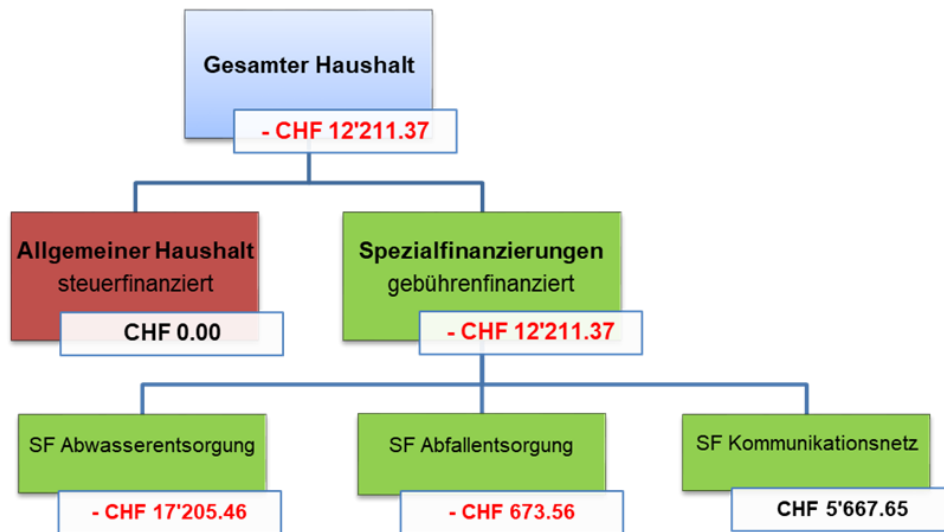 Gesamter Haushalt
- CHF 12'211.37
Allgemeiner Haushalt
steuerfinanziert
CHF 0.00
Spezialfinanzierungen
gebührenfinanziert
- CHF 12'211.37
SF Abwasserentsorgung
- CHF 17'205.46
SF Abfallentsorgung
- CHF 673.56
SF Kommunikationsnetz
CHF 5'667.65